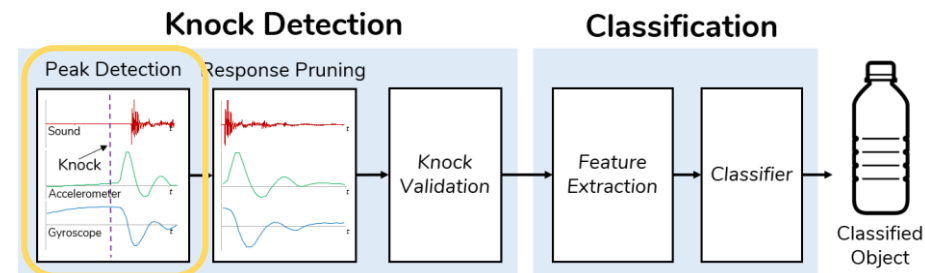 Knock Detection
Classification
Peak Detection
Response Pruning
Sound
t
Knock
Accelerometer
t
Gyroscope
t
t
t
t
Knock
Validation
Feature
Extraction
Classifier
Classified
Object